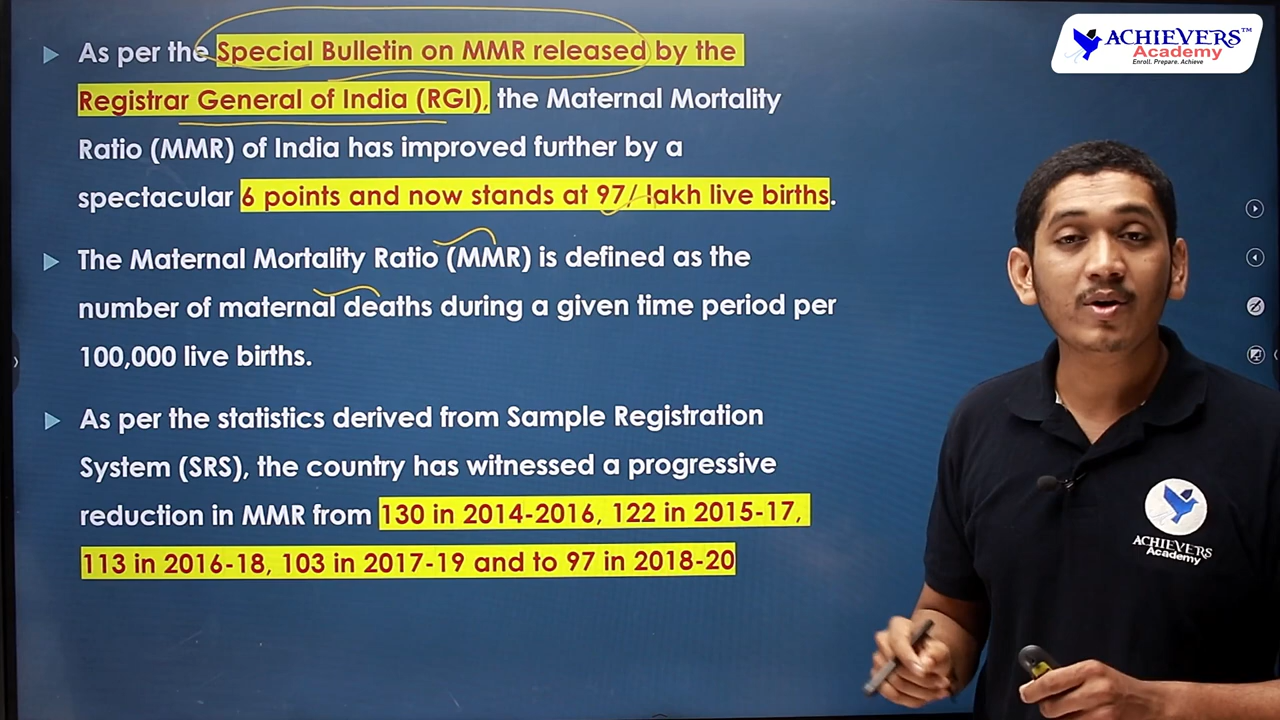 As per the Special Bulletin on MMR released by the
Registrar General of India (RGI), the Maternal Mortality
Ratio (MMR) of India has improved further by a
spectacular 6 points and now stands at 97/ lakh live births.
The Maternal Mortality Ratio (MMR) is defined as the
number of maternal deaths during a given time period per
100,000 live births.
As per the statistics derived from Sample Registration
System (SRS), the country has witnessed a progressive
reduction in MMR from 130 in 2014-2016, 122 in 2015-17,
113 in 2016-18, 103 in 2017-19 and to 97 in 2018-20
ACHIEVERS™
Academy
Enroll. Prepare. Achieve
ACHIEVERS
Academy